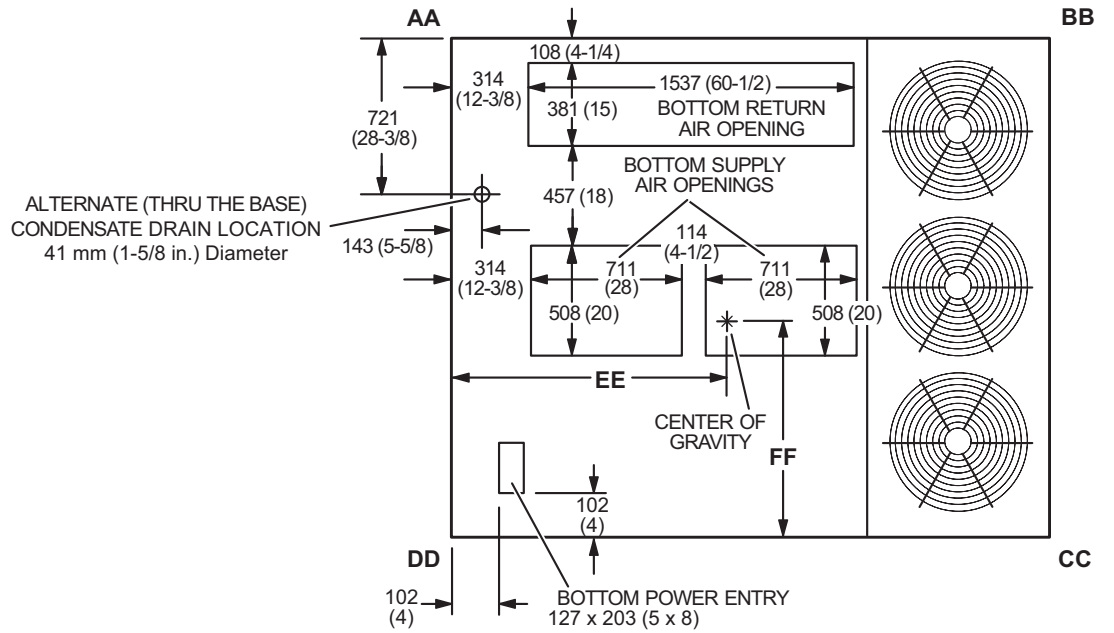 AA
BB
108 (4-1/4)
314
(12-3/8)
1537 (60-1/2)
381 (15)
BOTTOM RETURN
AIR OPENING
721
(28-3/8)
BOTTOM SUPPLY
AIR OPENINGS
457 (18)
ALTERNATE (THRU THE BASE)
CONDENSATE DRAIN LOCATION
41 mm (1-5/8 in.) Diameter
143 (5-5/8)
114
(4-1/2)
314
(12-3/8)
711
(28)
711
(28)
508 (20)
508 (20)
EE
CENTER OF
GRAVITY
FF
102
(4)
DD
CC
102
(4)
BOTTOM POWER ENTRY
127 x 203 (5 x 8)